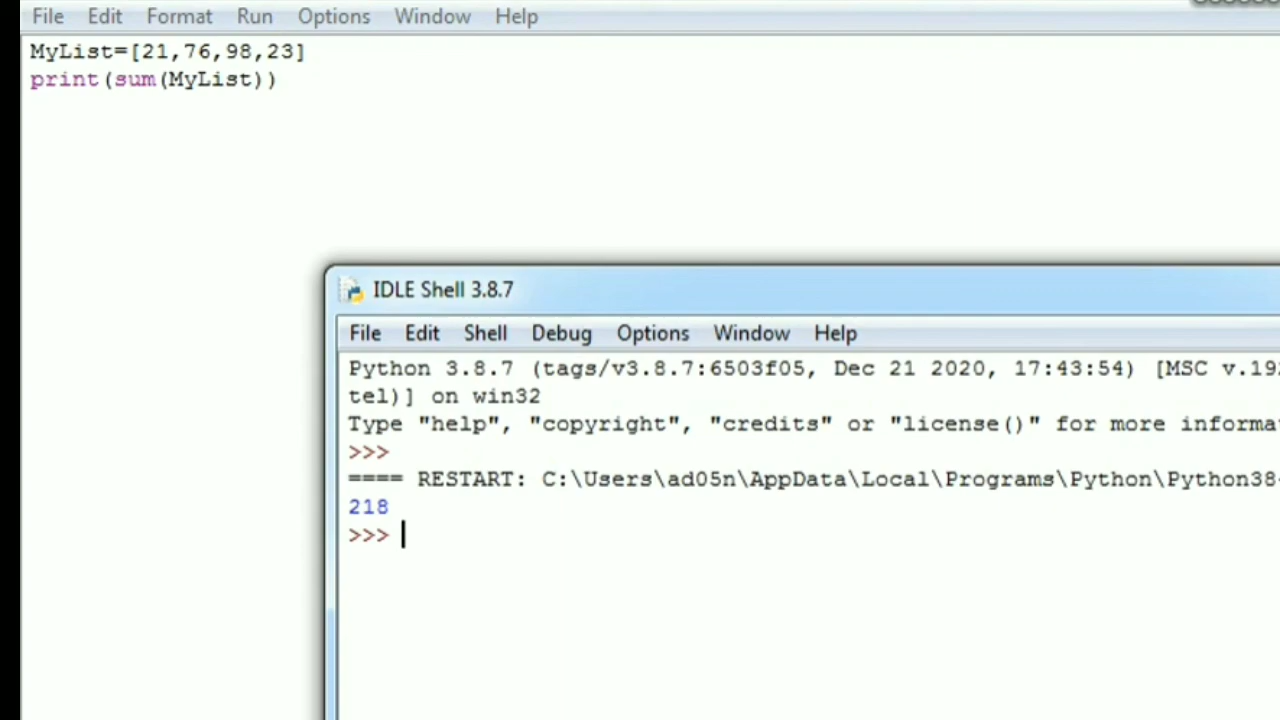 File Edit Format Run Options Window Help
MyList=[21,76,98,23]
print(sum(MyList))
IDLE Shell 3.8.7
File Edit Shell Debug Options Window Help
Python 3.8.7 (tags/v3.8.7:6503f05, Dec 21 2020, 17:43:54) [MSC v.19
tel)] on win32
Type "help", "copyright", "credits" or "license()" for more informa
>>>
==== RESTART: C:\Users\ad05n\AppData\Local\Programs\Python\Python38
218
>>>